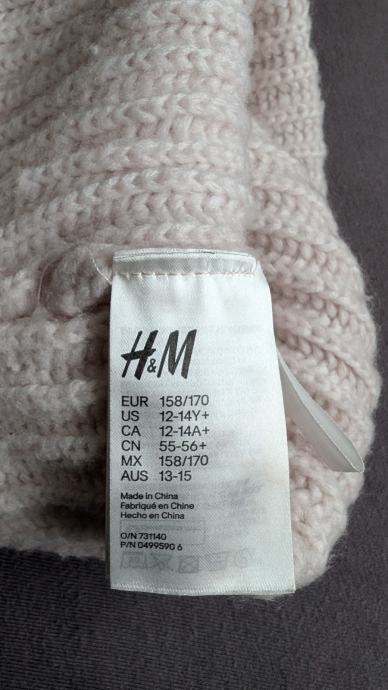 H&M
EUR 158/170
US 12-14Y+
CA 12-14A+
CN 55-56+
MX 158/170
AUS 13-15
Made in China
Fabriqué en Chine
Hecho en China
O/N 731140
P/N 0499590 6